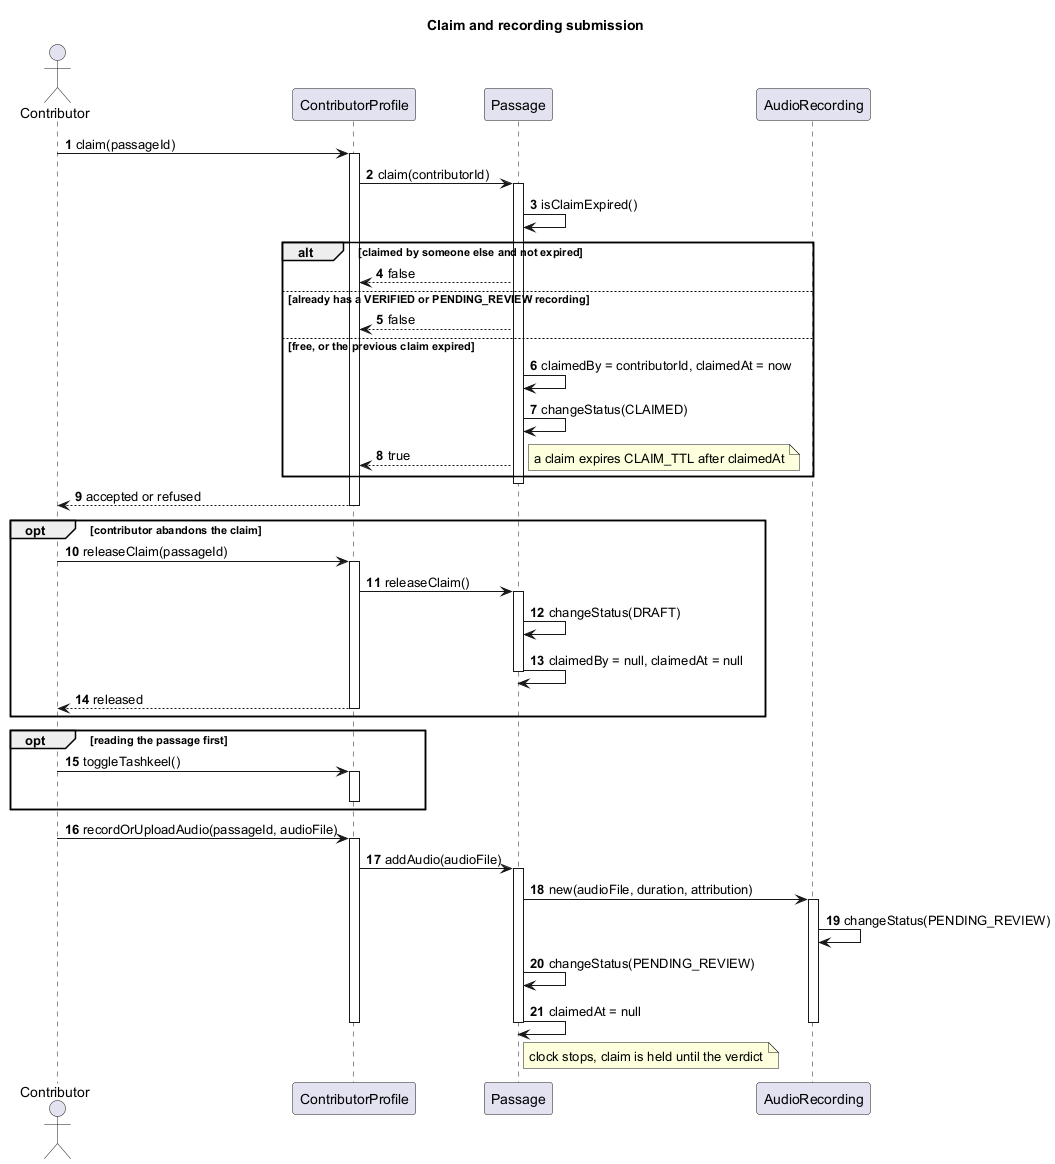 Claim and recording submission
Contributor
ContributorProfile
Passage
AudioRecording
1 claim(passageId)
2 claim(contributorId)
3 isClaimExpired()
alt [claimed by someone else and not expired]
4 false
[already has a VERIFIED or PENDING_REVIEW recording]
5 false
[free, or the previous claim expired]
6 claimedBy = contributorId, claimedAt = now
7 changeStatus(CLAIMED)
8 true
a claim expires CLAIM_TTL after claimedAt
9 accepted or refused
opt [contributor abandons the claim]
10 releaseClaim(passageId)
11 releaseClaim()
12 changeStatus(DRAFT)
13 claimedBy = null, claimedAt = null
14 released
opt [reading the passage first]
15 toggleTashkeel()
16 recordOrUploadAudio(passageId, audioFile)
17 addAudio(audioFile)
18 new(audioFile, duration, attribution)
19 changeStatus(PENDING_REVIEW)
20 changeStatus(PENDING_REVIEW)
21 claimedAt = null
clock stops, claim is held until the verdict
Contributor
ContributorProfile
Passage
AudioRecording